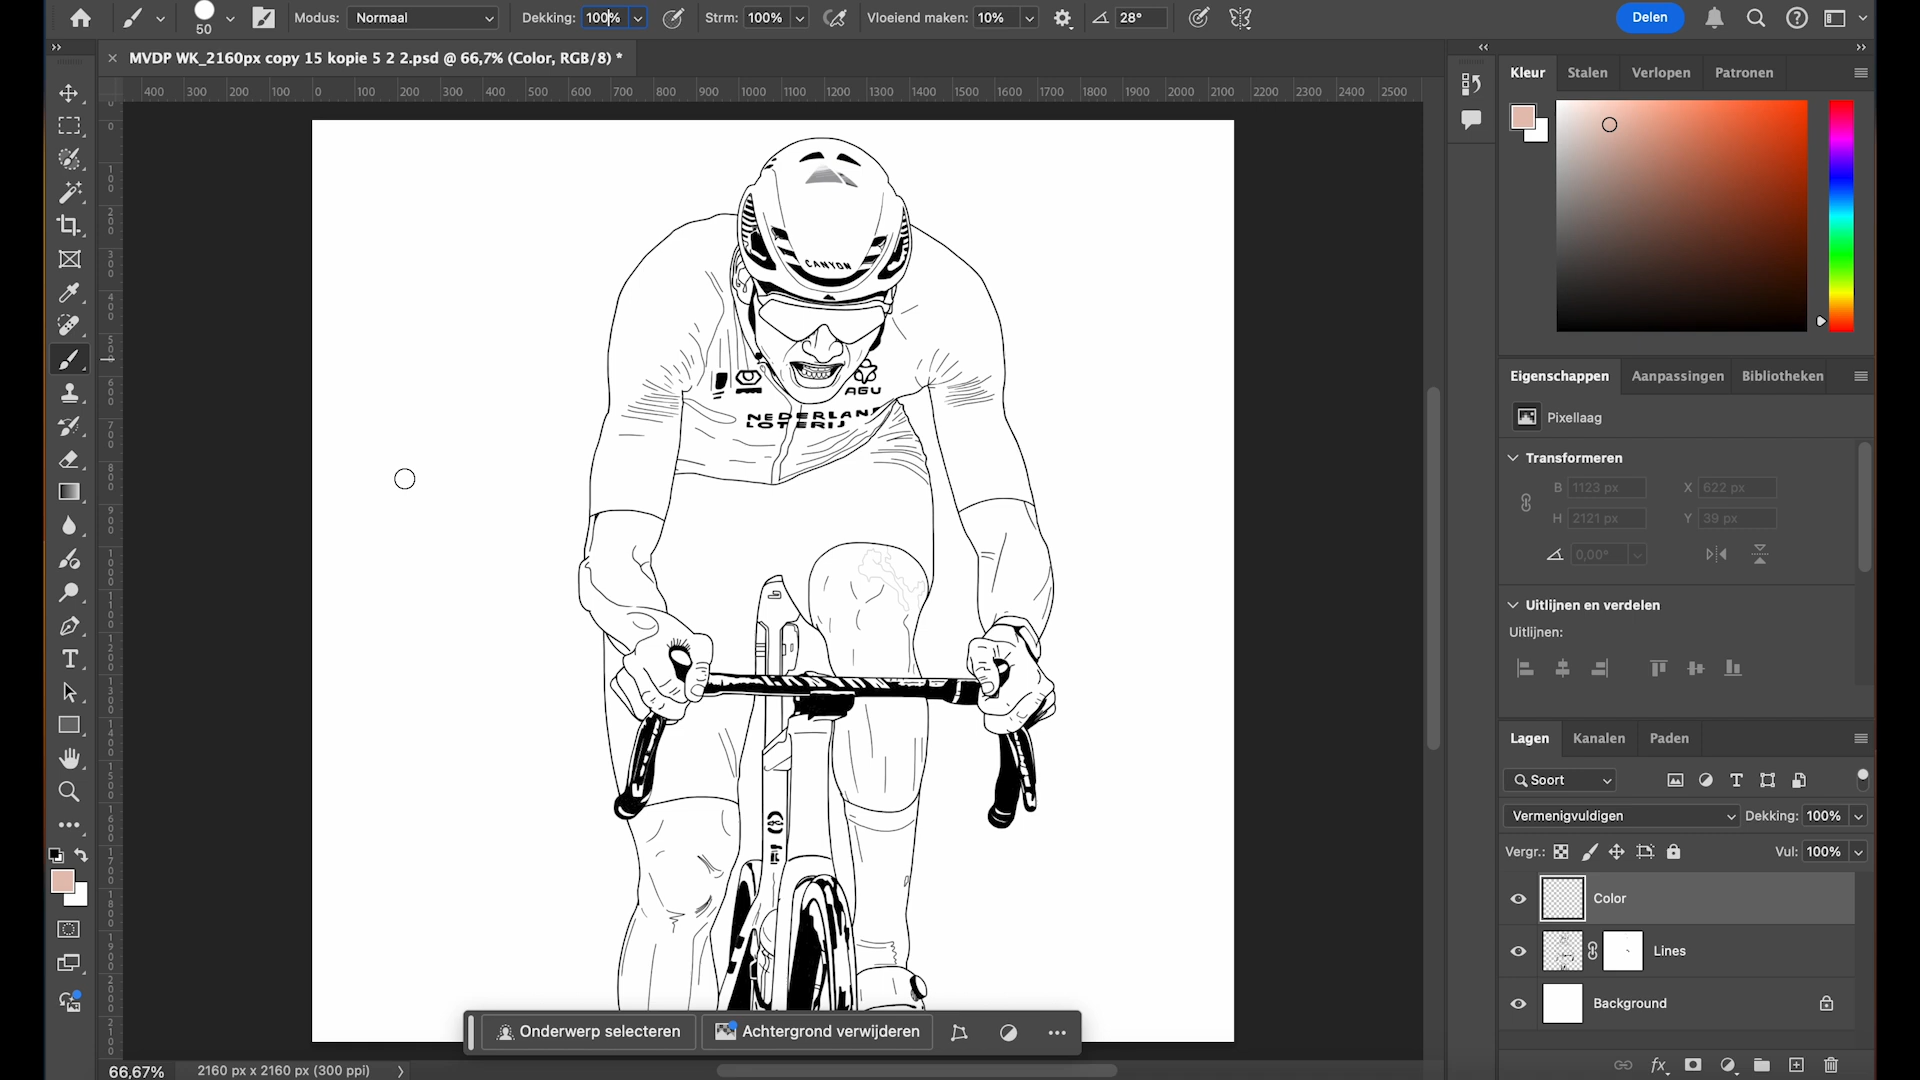 Modus: Normaal Dekking: 100% Strm: 100% Vloeiend maken: 10% 28° Delen
50
MVDP WK_2160px copy 15 kopie 5 2 2.psd @ 66,7% (Color, RGB/8) *
400 300 200 100 0 100 200 300 400 500 600 700 800 900 1000 1100 1200 1300 1400 1500 1600 1700 1800 1900 2000 2100 2200 2300 2400 2500
Kleur Stalen Verlopen Patronen
CANYON
AGU
NEDERLAN
LOTERIJ
Eigenschappen Aanpassingen Bibliotheken
Pixellaag
Transformeren
B 1123 px X 622 px
H 2121 px Y 39 px
0,00°
Uitlijnen en verdelen
Uitlijnen:
Lagen Kanalen Paden
Soort
Vermenigvuldigen Dekking: 100%
Vergr.: Vul: 100%
Color
Lines
Background
Onderwerp selecteren Achtergrond verwijderen
66,67% 2160 px x 2160 px (300 ppi)